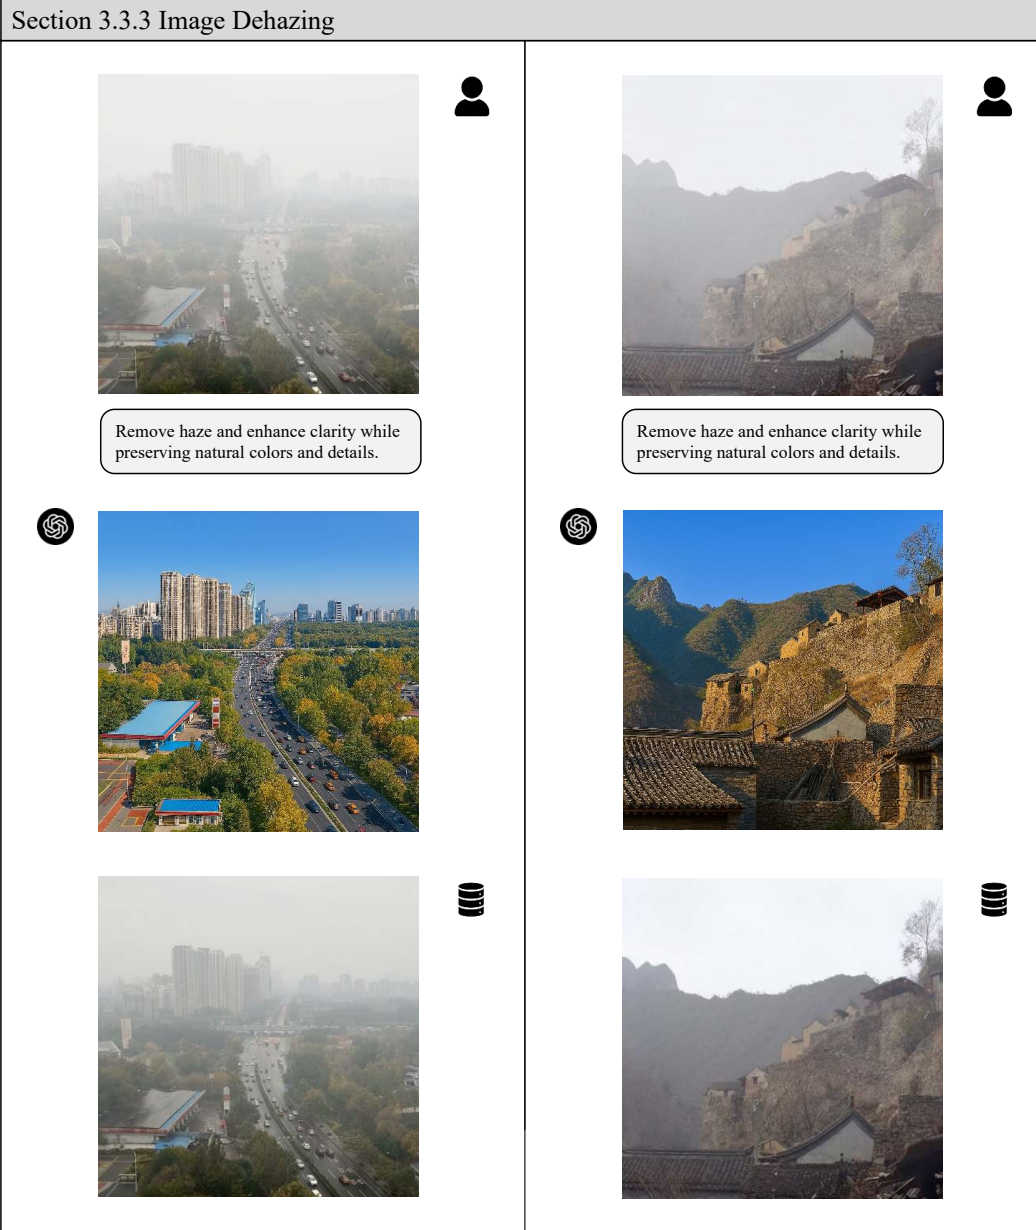 Section 3.3.3 Image Dehazing
Remove haze and enhance clarity while
preserving natural colors and details.
Remove haze and enhance clarity while
preserving natural colors and details.